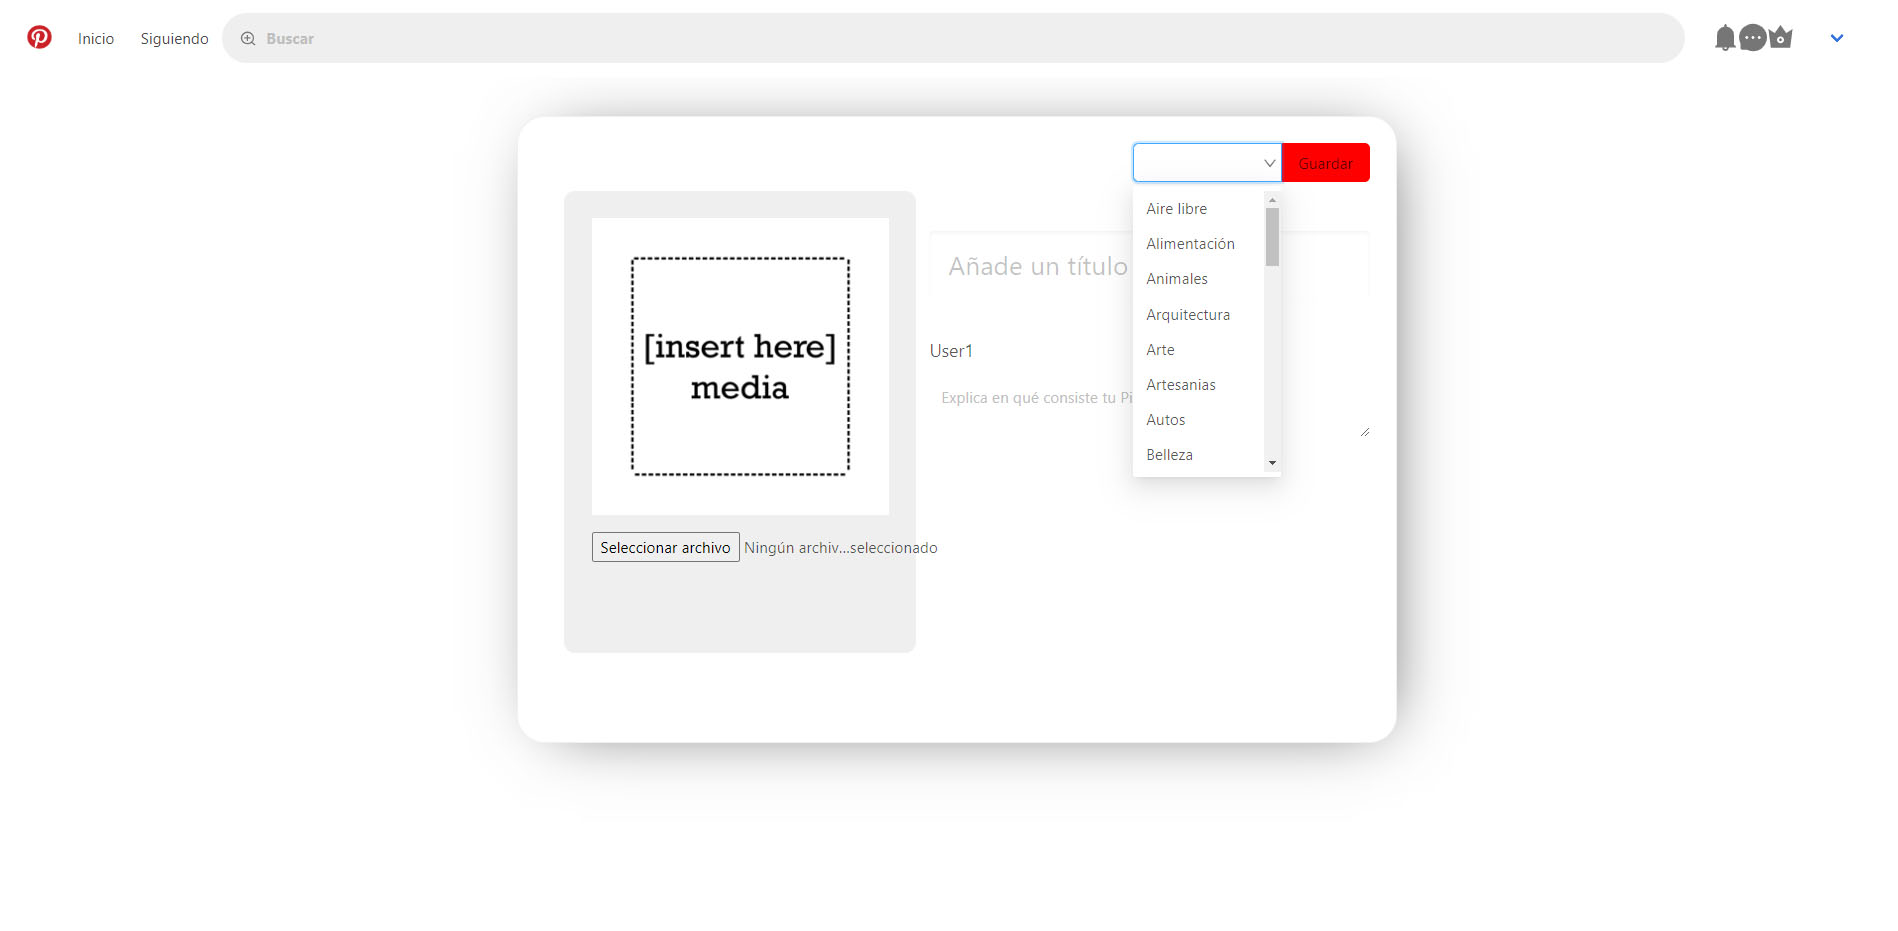 Inicio
Siguiendo
Buscar
Guardar
Aire libre
Alimentación
Animales
Arquitectura
Arte
Artesanias
Autos
Belleza
[insert here]
media
Seleccionar archivo
Ningún archiv...seleccionado
Añade un título
User1
Explica en qué consiste tu